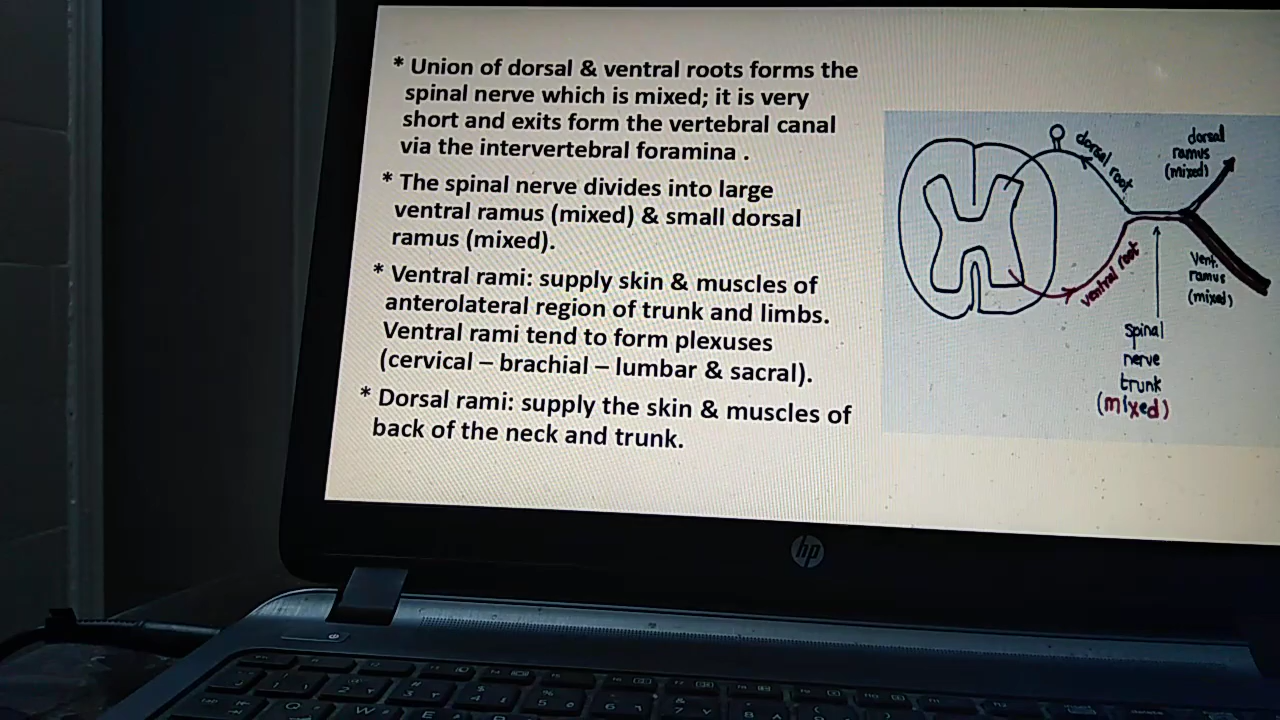 * Union of dorsal & ventral roots forms the
spinal nerve which is mixed; it is very
short and exits form the vertebral canal
via the intervertebral foramina .
* The spinal nerve divides into large
ventral ramus (mixed) & small dorsal
ramus (mixed).
* Ventral rami: supply skin & muscles of
anterolateral region of trunk and limbs.
Ventral rami tend to form plexuses
(cervical – brachial – lumbar & sacral).
* Dorsal rami: supply the skin & muscles of
back of the neck and trunk.
dorsal root
dorsal
ramus
(mixed)
ventral root
Vent.
ramus
(mixed)
Spinal
nerve
trunk
(mixed)
hp